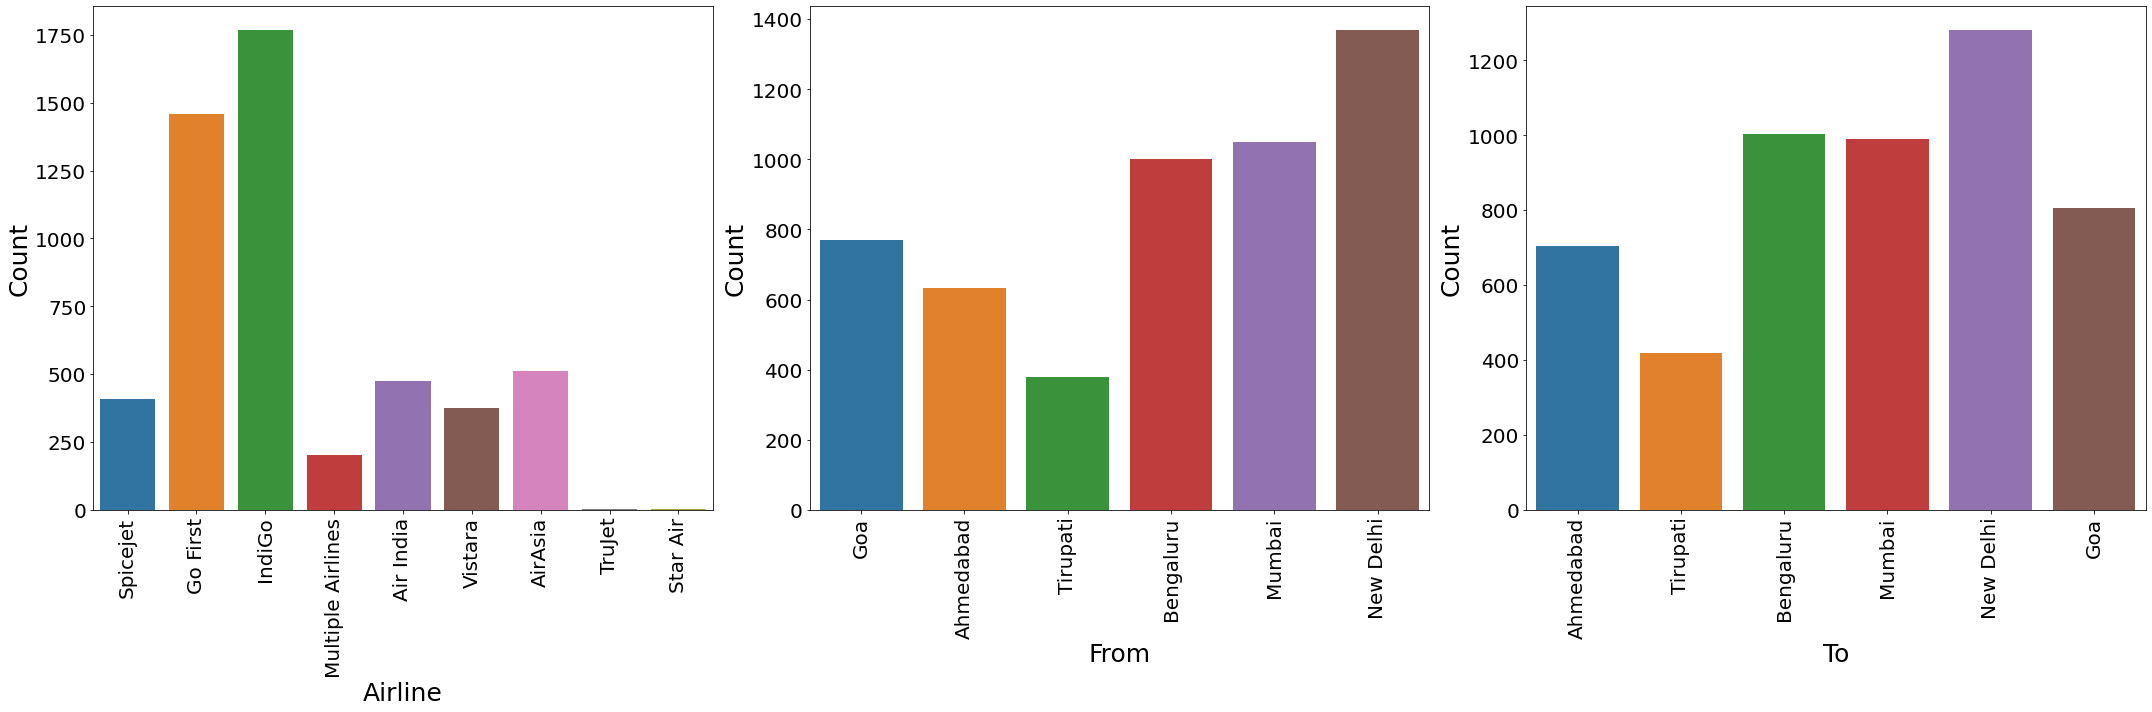 1750
1500
1250
1000
750
500
250
0
Count
Spicejet
Go First
IndiGo
Multiple Airlines
Air India
Vistara
AirAsia
TruJet
Star Air
Airline
1400
1200
1000
800
600
400
200
0
Count
Goa
Ahmedabad
Tirupati
Bengaluru
Mumbai
New Delhi
From
1200
1000
800
600
400
200
0
Count
Ahmedabad
Tirupati
Bengaluru
Mumbai
New Delhi
Goa
To